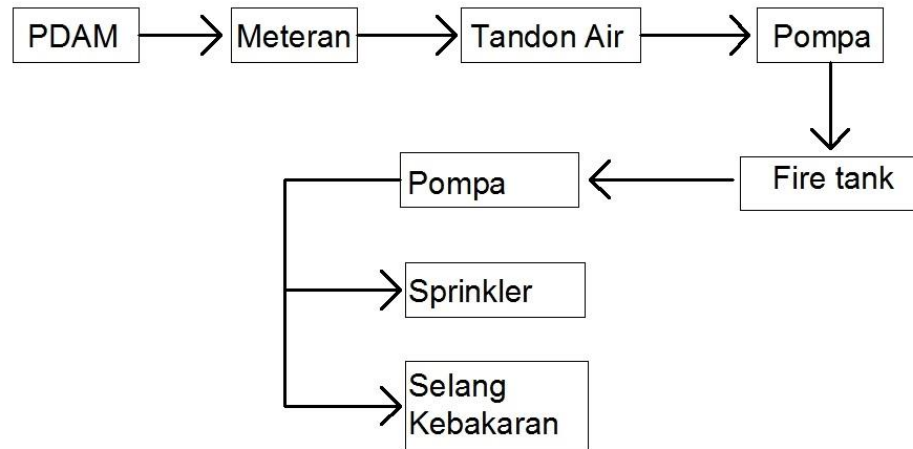 PDAM
Meteran
Tandon Air
Pompa
Fire tank
Pompa
Sprinkler
Selang
Kebakaran